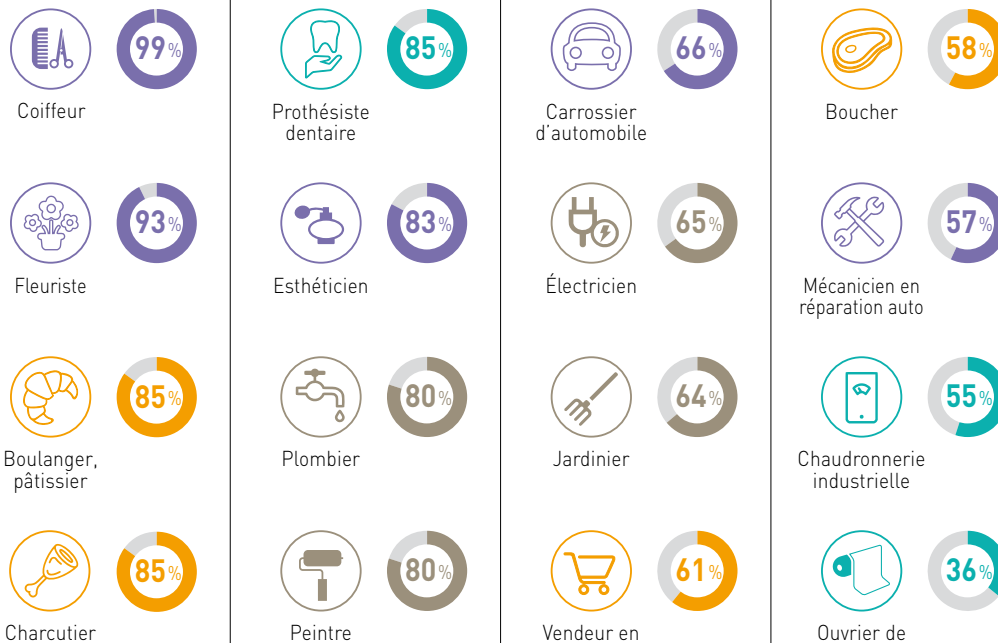 99%
Coiffeur
93%
Fleuriste
85%
Boulanger,
pâtissier
85%
Charcutier
85%
Prothésiste
dentaire
83%
Esthéticien
80%
Plombier
80%
Peintre
66%
Carrossier
d'automobile
65%
Électricien
64%
Jardinier
61%
Vendeur en
58%
Boucher
57%
Mécanicien en
réparation auto
55%
Chaudronnerie
industrielle
36%
Ouvrier de